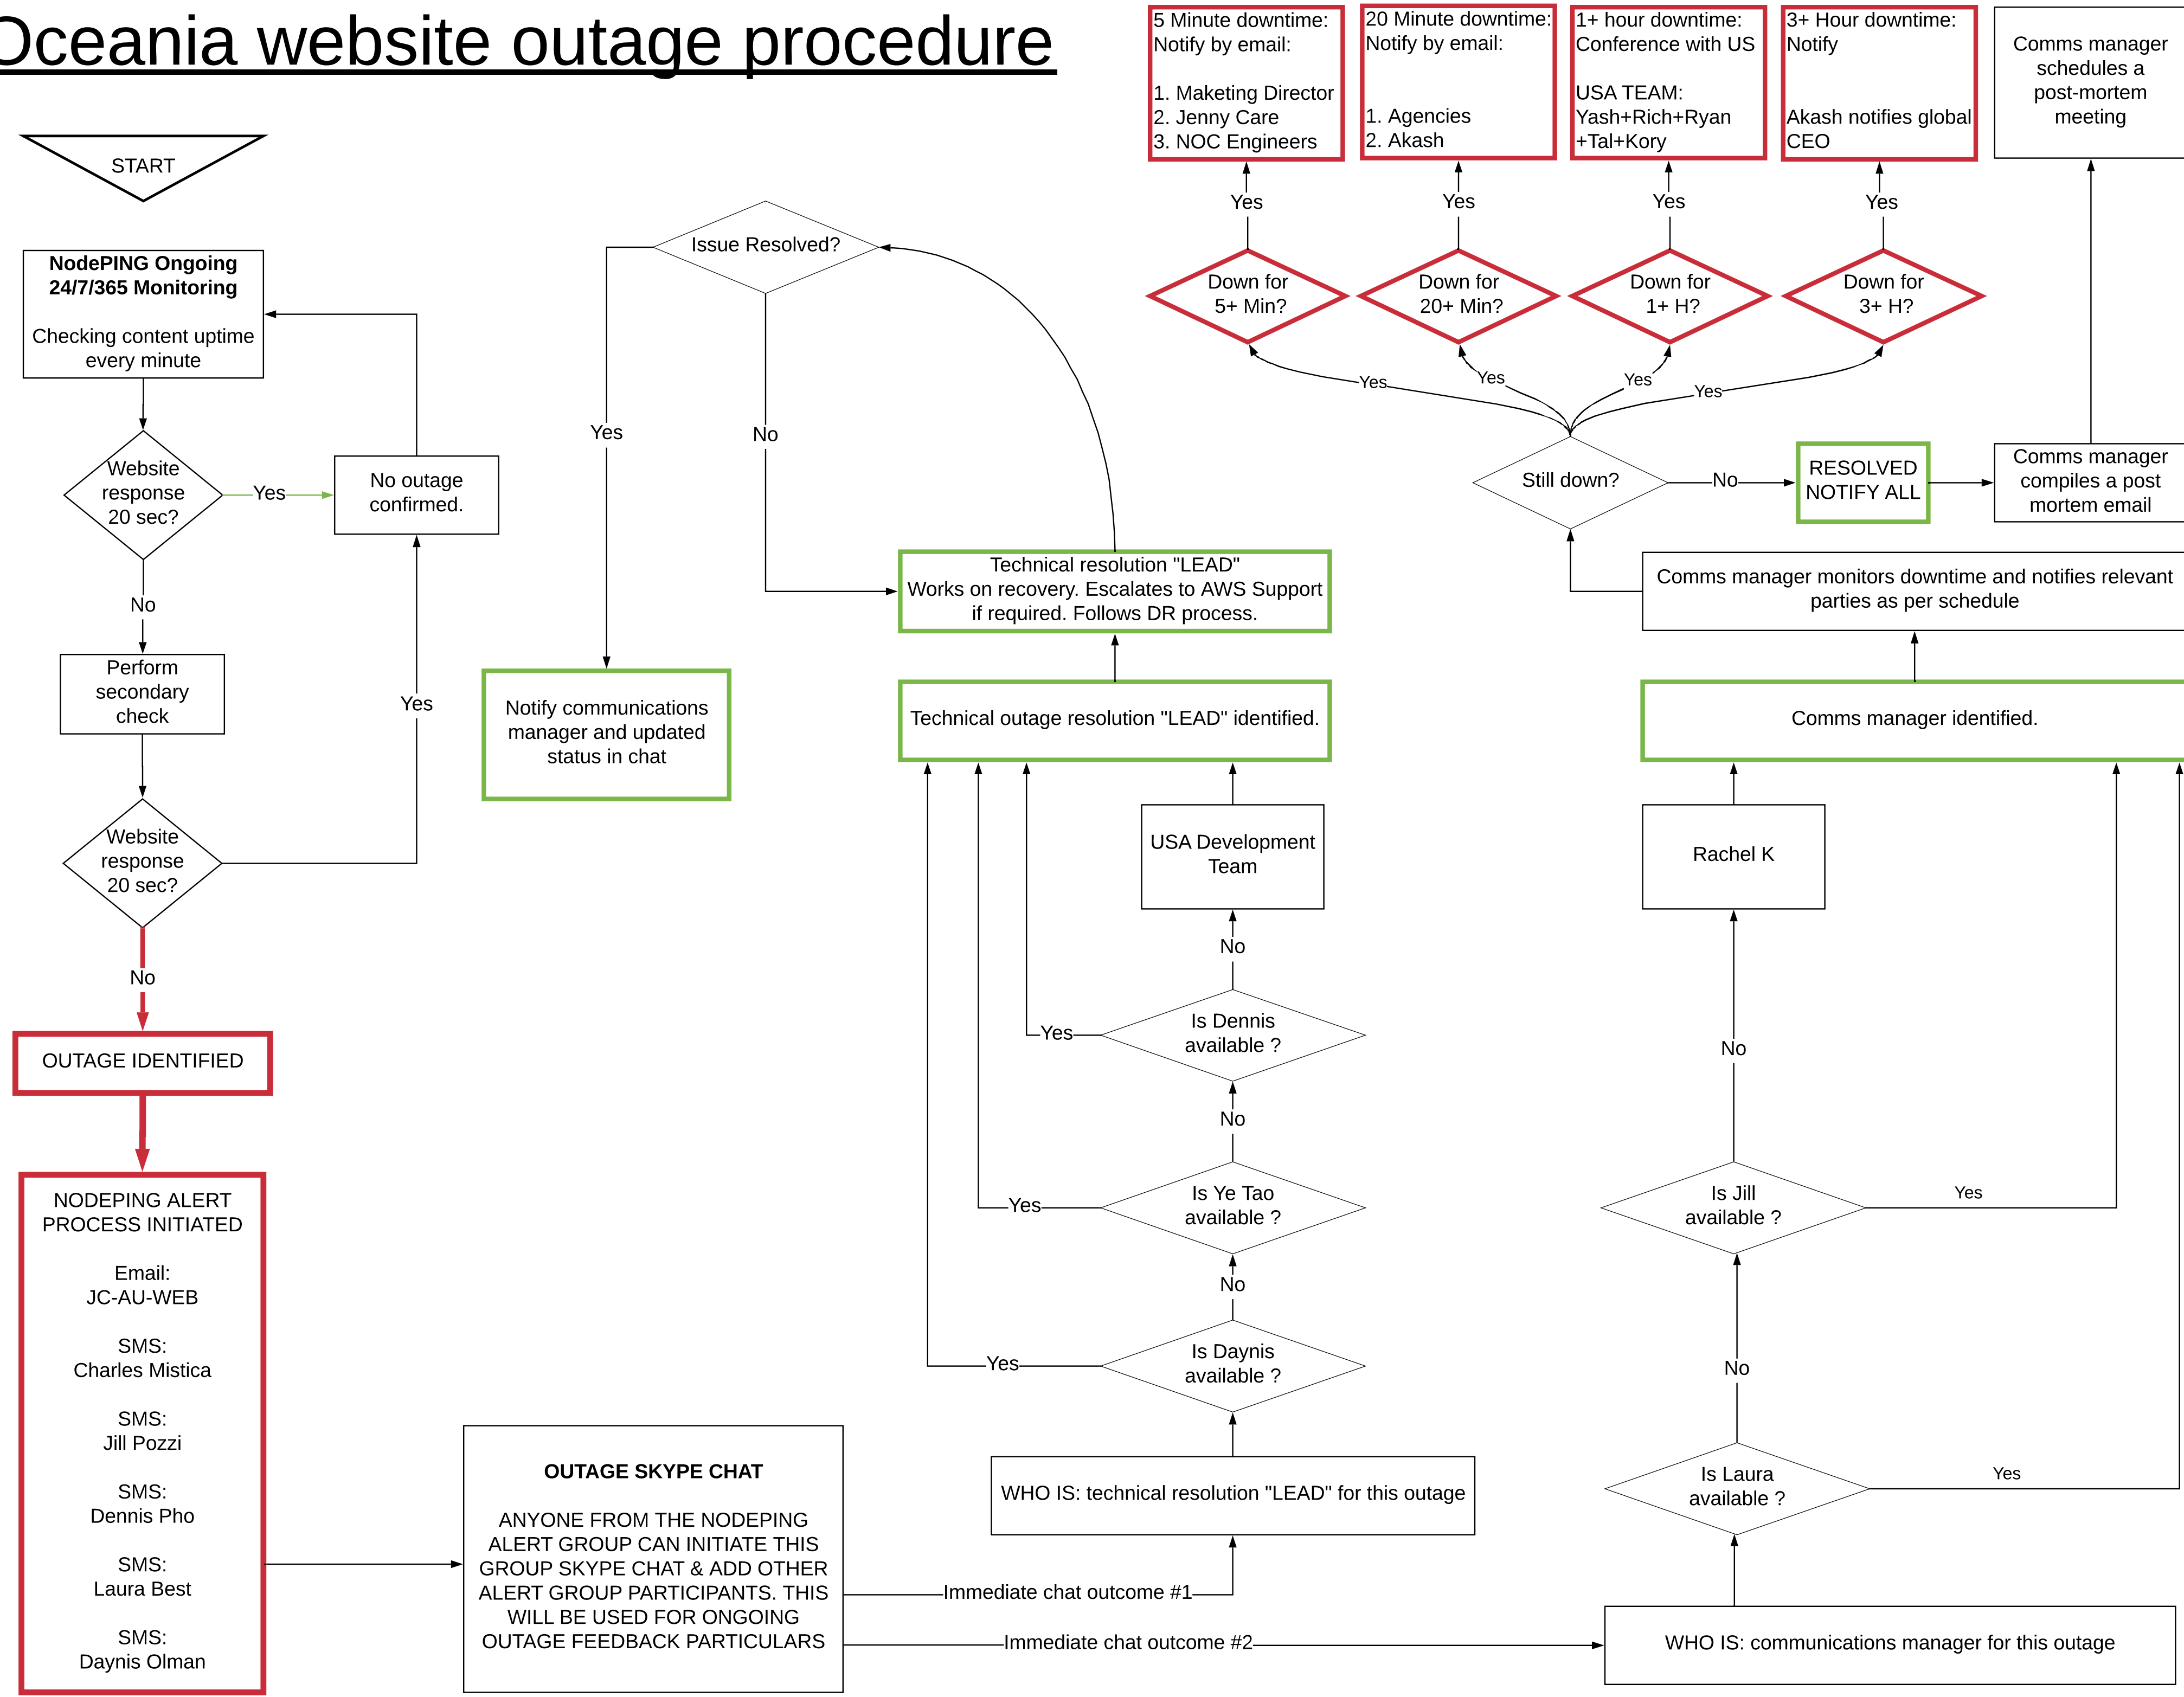 Oceania website outage procedure
START
NodePING Ongoing
24/7/365 Monitoring
Checking content uptime
every minute
Website
response
20 sec?
Yes
No outage
confirmed.
No
Perform
secondary
check
Yes
Website
response
20 sec?
No
OUTAGE IDENTIFIED
NODEPING ALERT
PROCESS INITIATED
Email:
JC-AU-WEB
SMS:
Charles Mistica
SMS:
Jill Pozzi
SMS:
Dennis Pho
SMS:
Laura Best
SMS:
Daynis Olman
OUTAGE SKYPE CHAT
ANYONE FROM THE NODEPING
ALERT GROUP CAN INITIATE THIS
GROUP SKYPE CHAT & ADD OTHER
ALERT GROUP PARTICIPANTS. THIS
WILL BE USED FOR ONGOING
OUTAGE FEEDBACK PARTICULARS
Immediate chat outcome #1
Immediate chat outcome #2
WHO IS: technical resolution "LEAD" for this outage
Is Daynis
available ?
Yes
No
Is Ye Tao
available ?
Yes
No
Is Dennis
available ?
Yes
No
USA Development
Team
Technical outage resolution "LEAD" identified.
Technical resolution "LEAD"
Works on recovery. Escalates to AWS Support
if required. Follows DR process.
Issue Resolved?
Yes
No
Notify communications
manager and updated
status in chat
WHO IS: communications manager for this outage
Is Laura
available ?
Yes
No
Is Jill
available ?
Yes
No
Rachel K
Comms manager identified.
Comms manager monitors downtime and notifies relevant
parties as per schedule
Still down?
No
RESOLVED
NOTIFY ALL
Comms manager
compiles a post
mortem email
Comms manager
schedules a
post-mortem
meeting
Yes
Yes
Yes
Yes
Down for
5+ Min?
Down for
20+ Min?
Down for
1+ H?
Down for
3+ H?
Yes
Yes
Yes
Yes
5 Minute downtime:
Notify by email:
1. Maketing Director
2. Jenny Care
3. NOC Engineers
20 Minute downtime:
Notify by email:
1. Agencies
2. Akash
1+ hour downtime:
Conference with US
USA TEAM:
Yash+Rich+Ryan
+Tal+Kory
3+ Hour downtime:
Notify
Akash notifies global
CEO